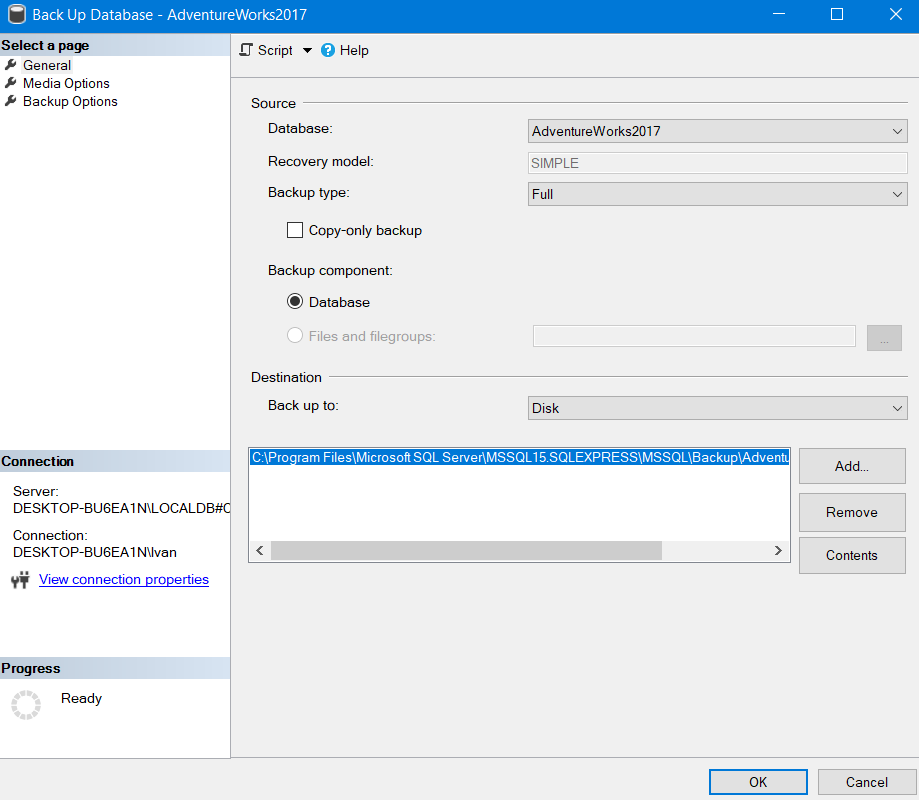 Back Up Database - AdventureWorks2017
Select a page
General
Media Options
Backup Options
Script
Help
Source
Database:
AdventureWorks2017
Recovery model:
SIMPLE
Backup type:
Full
Copy-only backup
Backup component:
Database
Files and filegroups:
...
Destination
Back up to:
Disk
C:\Program Files\Microsoft SQL Server\MSSQL15.SQLEXPRESS\MSSQL\Backup\Adventu
Add...
Remove
Contents
Connection
Server:
DESKTOP-BU6EA1N\LOCALDB#C
Connection:
DESKTOP-BU6EA1N\Ivan
View connection properties
Progress
Ready
OK
Cancel